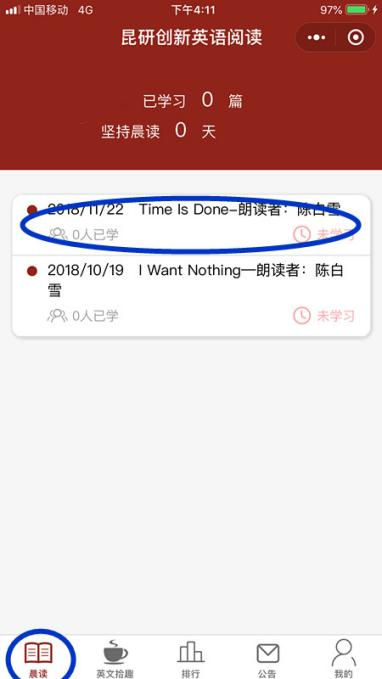 中国移动 4G 下午4:11 97%
昆研创新英语阅读
已学习 0 篇
坚持晨读 0 天
2018/11/22 Time Is Done-朗读者：陈白雪
0人已学 未学习
2018/10/19 I Want Nothing—朗读者：陈白
雪
0人已学 未学习
晨读 英文拾趣 排行 公告 我的